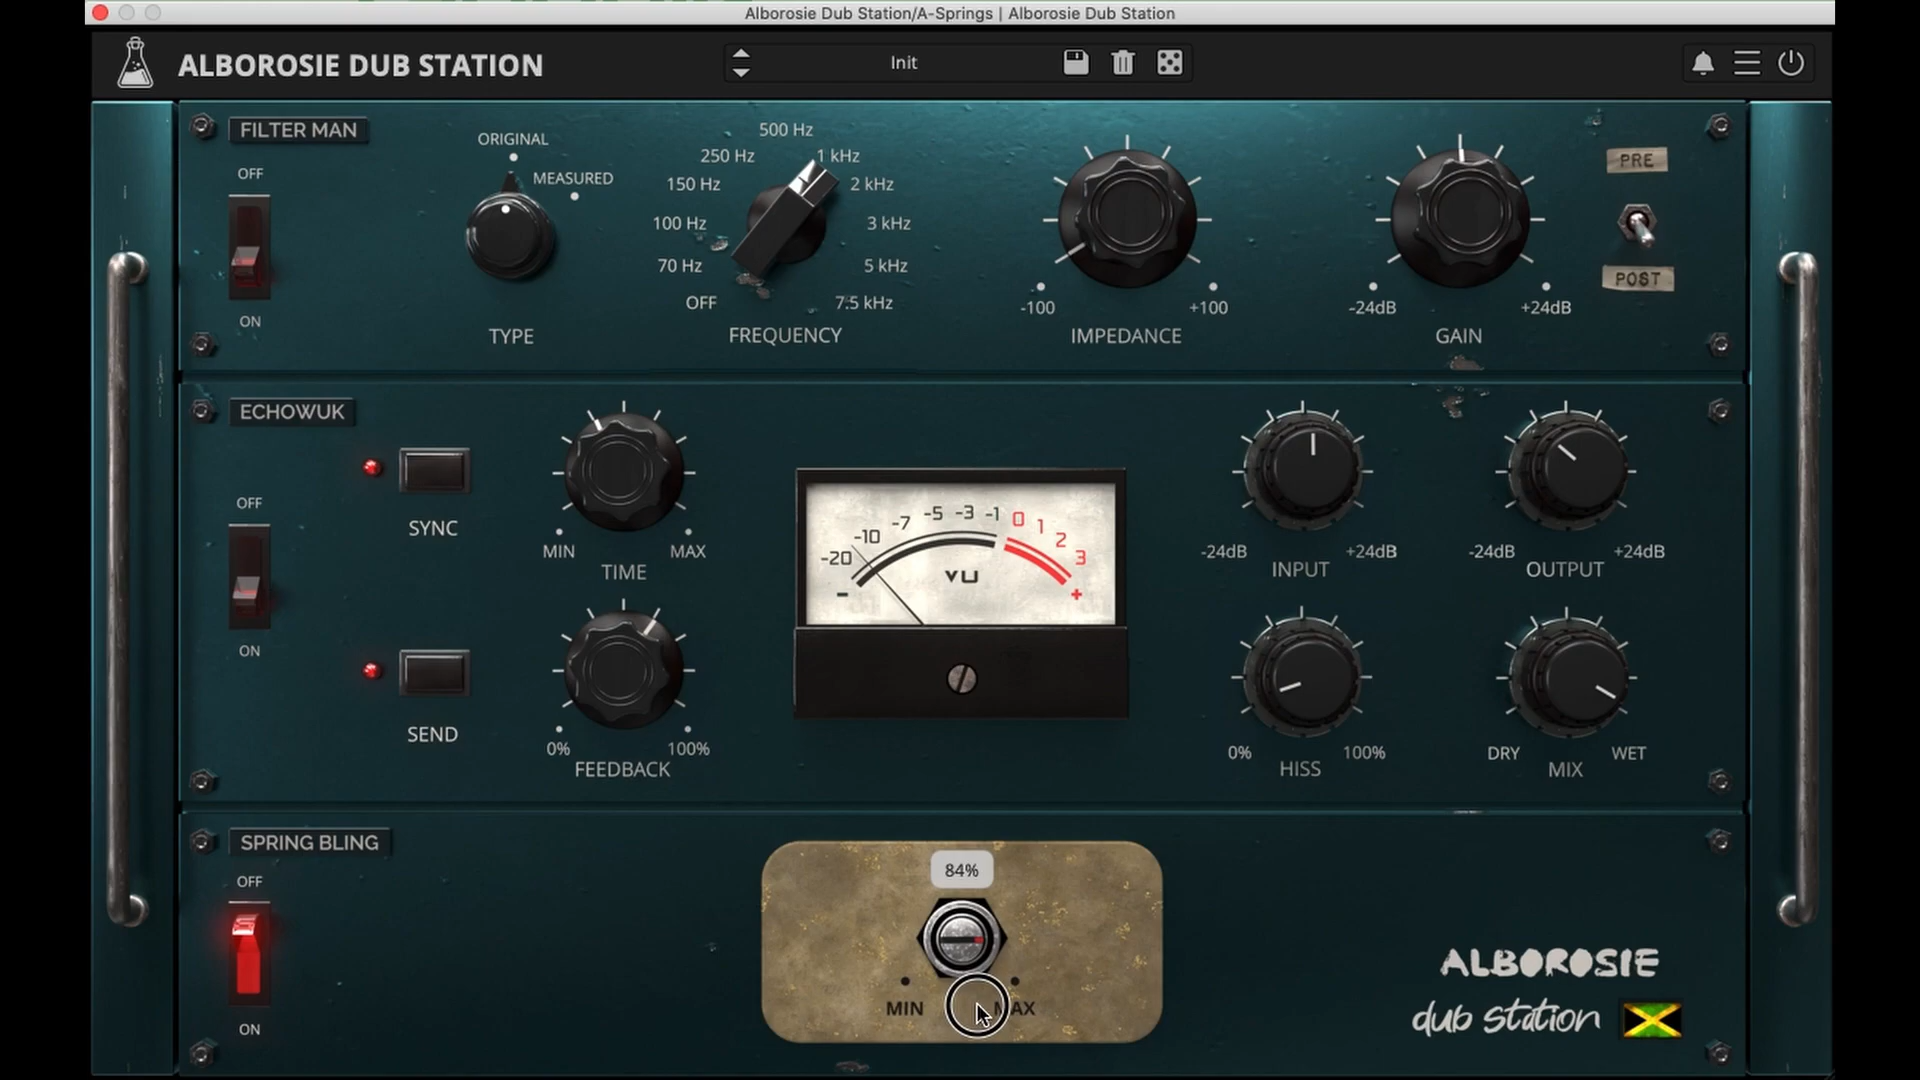 Alborosie Dub Station/A-Springs | Alborosie Dub Station
ALBOROSIE DUB STATION
Init
FILTER MAN
OFF
ON
ORIGINAL
MEASURED
TYPE
500 Hz
250 Hz
1 kHz
150 Hz
2 kHz
100 Hz
3 kHz
70 Hz
5 kHz
OFF
7.5 kHz
FREQUENCY
-100
+100
IMPEDANCE
-24dB
+24dB
GAIN
PRE
POST
ECHOWUK
OFF
ON
SYNC
SEND
MIN
MAX
TIME
0%
100%
FEEDBACK
-20 -10 -7 -5 -3 -1 0 1 2 3
VU
- +
-24dB
+24dB
INPUT
-24dB
+24dB
OUTPUT
0%
100%
HISS
DRY
WET
MIX
SPRING BLING
OFF
ON
84%
MIN
MAX
ALBOROSIE
dub station